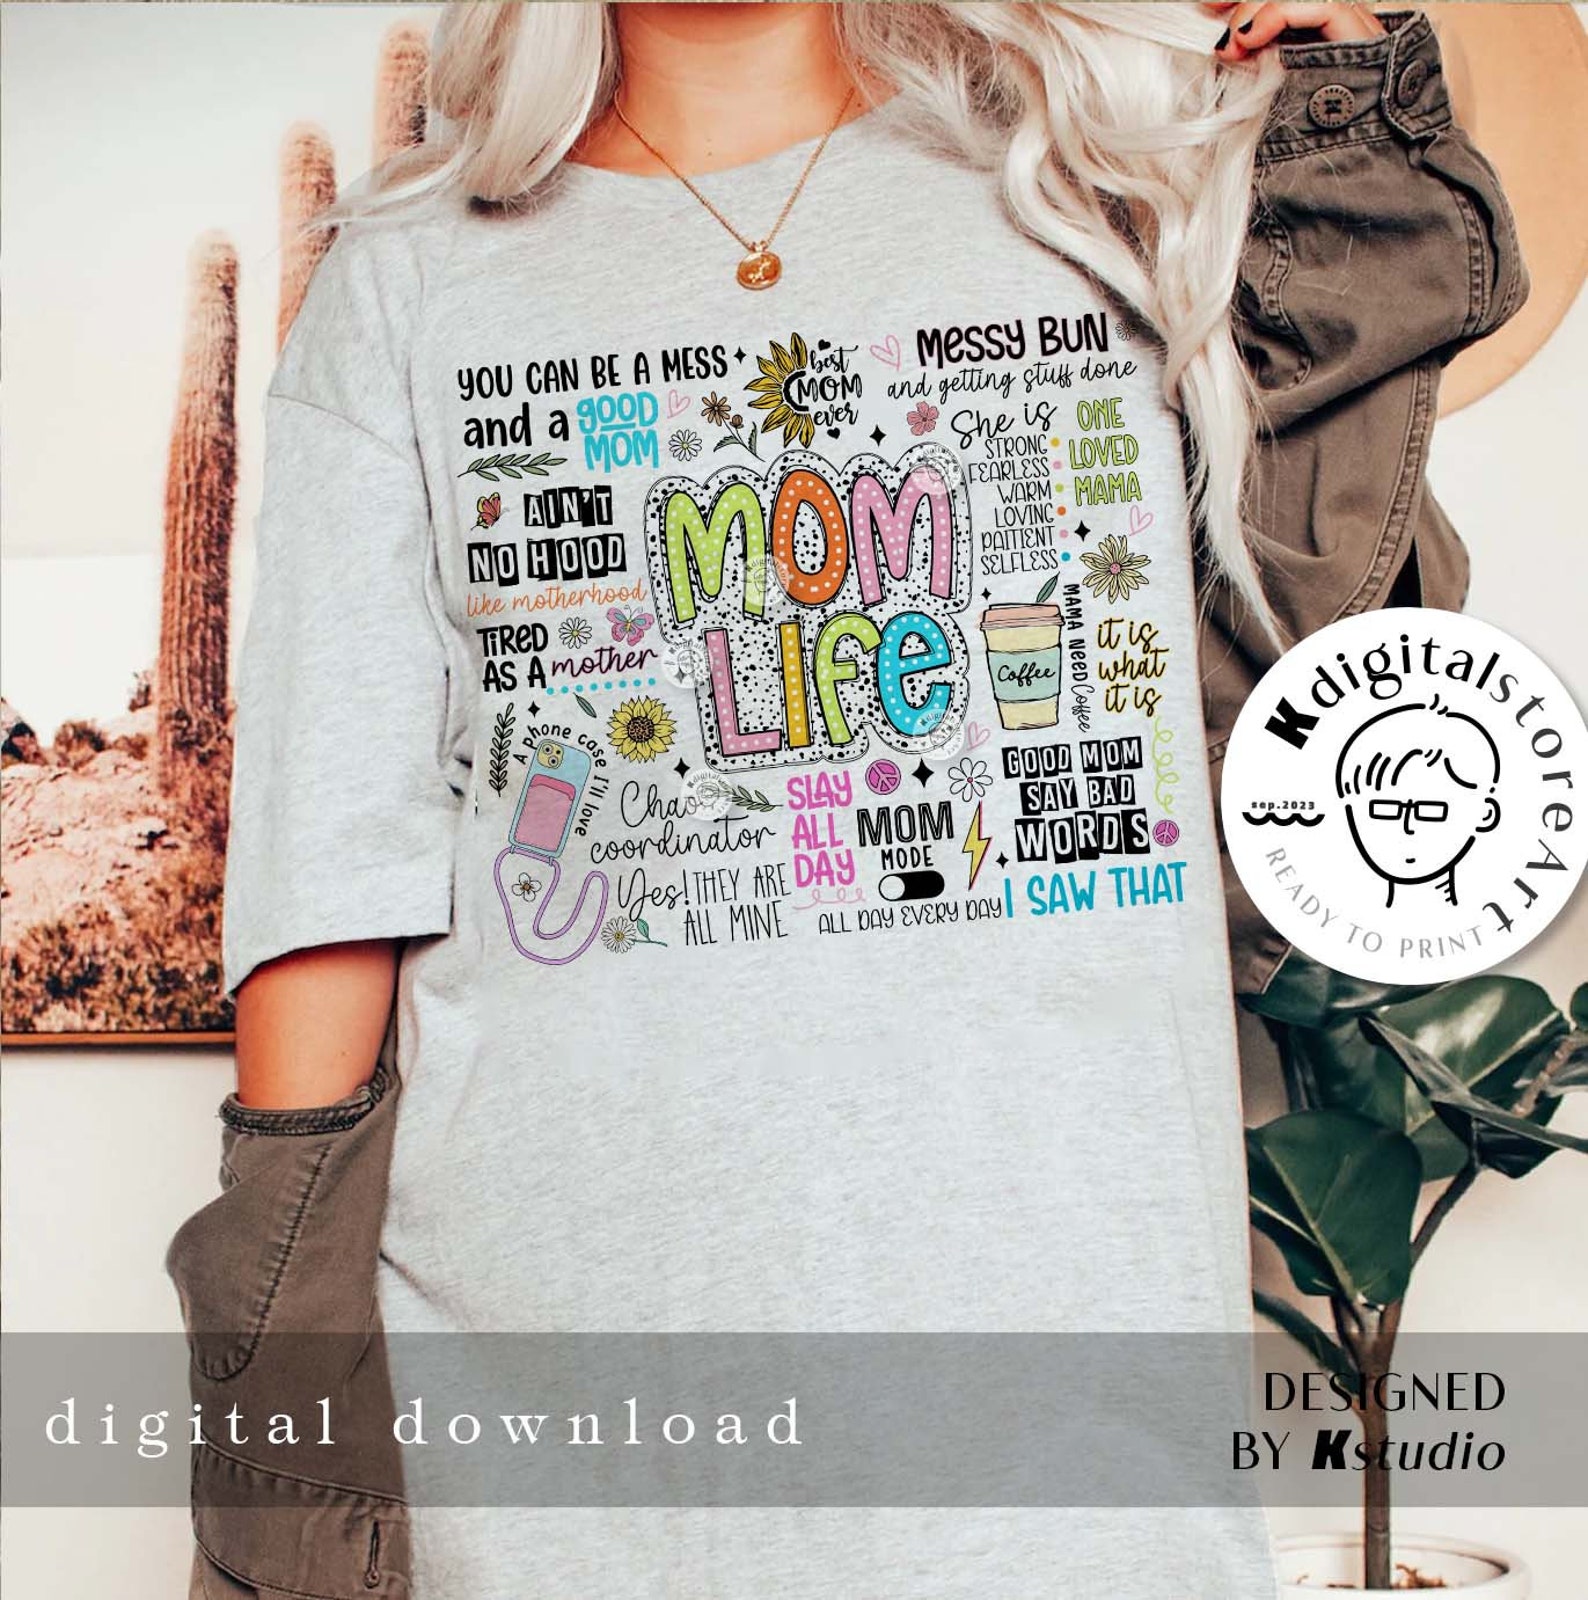 YOU CAN BE A MESS
and a good
MOM
best
MOM
ever
MESSY BUN
and getting stuff done
She is
STRONG
FEARLESS
WARM
LOVING
PAITIENT
SELFLESS
ONE
LOVED
MAMA
AIN'T
NO HOOD
like motherhood
MOM
LIFE
TIRED
AS A mother
Coffee
MAMA NEED Coffee
it is
what
it is
A phone case I'll love
coordinator
Yes! THEY ARE
ALL MINE
SLAY
ALL
DAY
MOM
MODE
ALL DAY EVERY DAY
GOOD MOM
SAY BAD
WORDS
I SAW THAT
KdigitalstoreArt
sep.2023
READY TO PRINT
digital download
DESIGNED
BY Kstudio